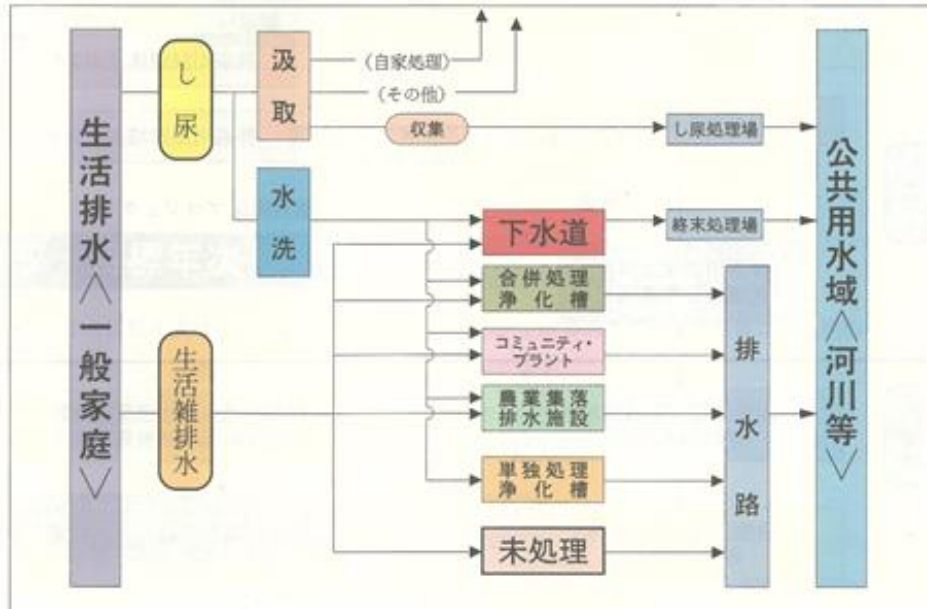 生活排水〈一般家庭〉
し尿
生活雑排水
汲取
水洗
(自家処理)
(その他)
収集
し尿処理場
下水道
終末処理場
合併処理
浄化槽
コミュニティ・
プラント
農業集落
排水施設
単独処理
浄化槽
未処理
排水路
公共用水域〈河川等〉